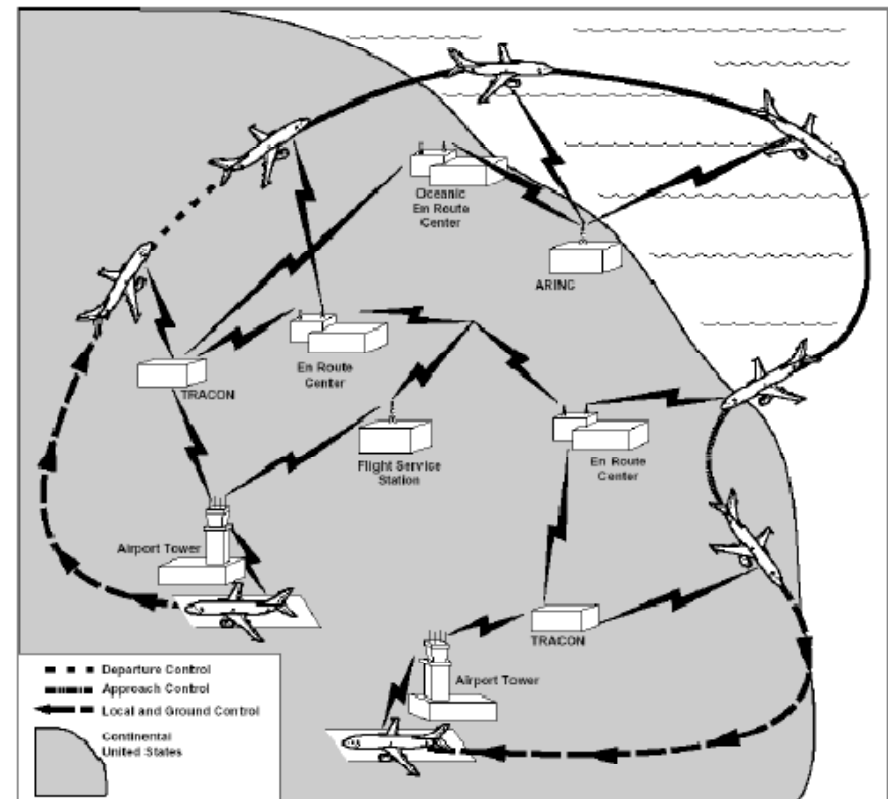 Oceanic
En Route
Center
ARINC
En Route
Center
TRACON
Flight Service
Station
En Route
Center
Airport Tower
TRACON
Airport Tower
Departure Control
Approach Control
Local and Ground Control
Continental
United States